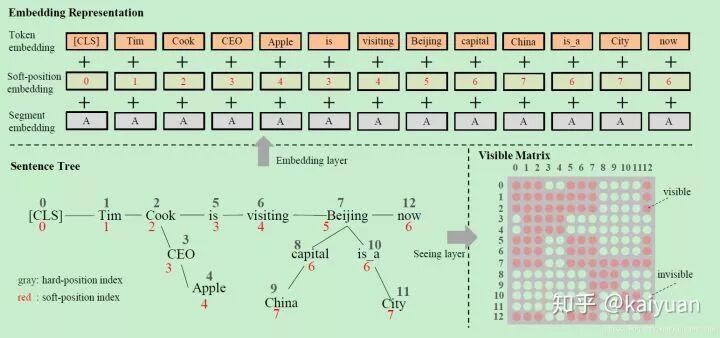 Embedding Representation
Token embedding
[CLS] Tim Cook CEO Apple is visiting Beijing capital China is_a City now
+ + + + + + + + + + + + +
Soft-position embedding
0 1 2 3 4 3 4 5 6 7 6 7 6
+ + + + + + + + + + + + +
Segment embedding
A A A A A A A A A A A A A
Embedding layer
Sentence Tree
0 1 2 5 6 7 12
[CLS] Tim Cook is visiting Beijing now
0 1 2 3 4 5 6
3
CEO
3
4
Apple
4
8 10
capital is_a
6 6
9 11
China City
7 7
gray: hard-position index
red : soft-position index
Seeing layer
Visible Matrix
0 1 2 3 4 5 6 7 8 9 10 11 12
0
1
2
3
4
5
6
7
8
9
10
11
12
visible
invisible
知乎 @kaiyuan